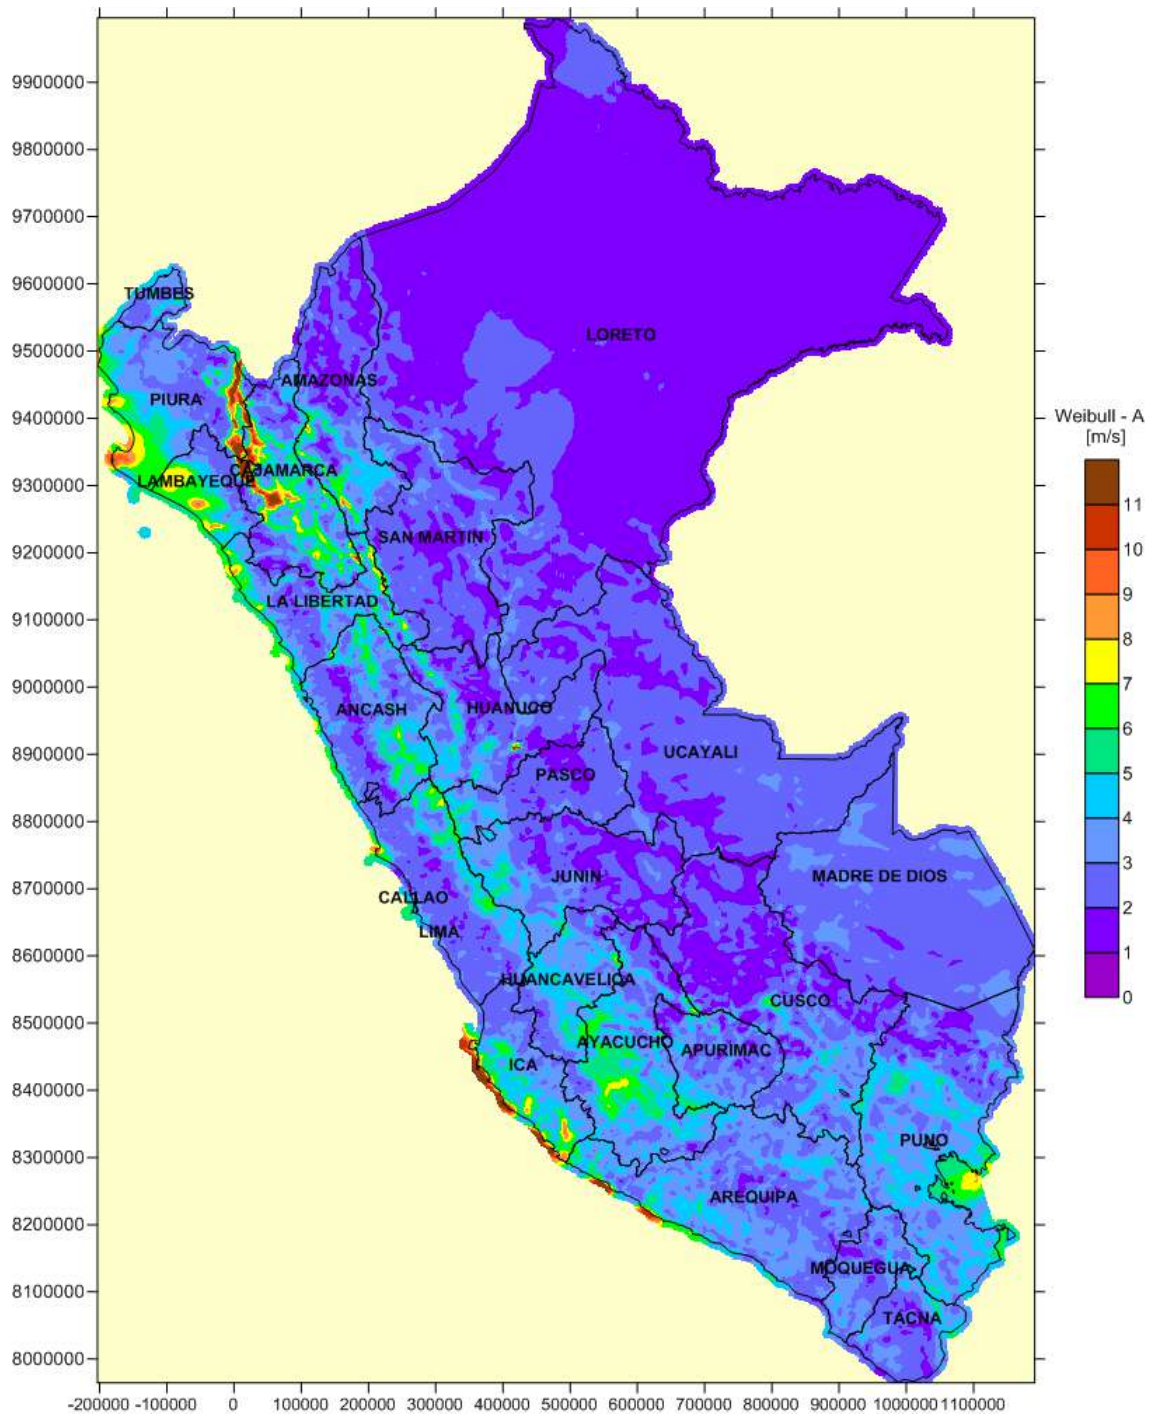 9900000
9800000
9700000
9600000
TUMBES
9500000
LORETO
AMAZONAS
9400000
PIURA
Weibull - A
[m/s]
CAJAMARCA
9300000
LAMBAYEQUE
11
SAN MARTIN
10
9200000
9
LA LIBERTAD
9100000
8
7
9000000
ANCASH
HUANUCO
6
8900000
UCAYALI
PASCO
5
8800000
4
MADRE DE DIOS
JUNIN
3
8700000
CALLAO
2
LIMA
8600000
1
HUANCAVELICA
CUSCO
0
8500000
AYACUCHO
APURIMAC
ICA
8400000
PUNO
8300000
AREQUIPA
8200000
MOQUEGUA
8100000
TACNA
8000000
-200000 -100000 0 100000 200000 300000 400000 500000 600000 700000 800000 900000 1000000 1100000